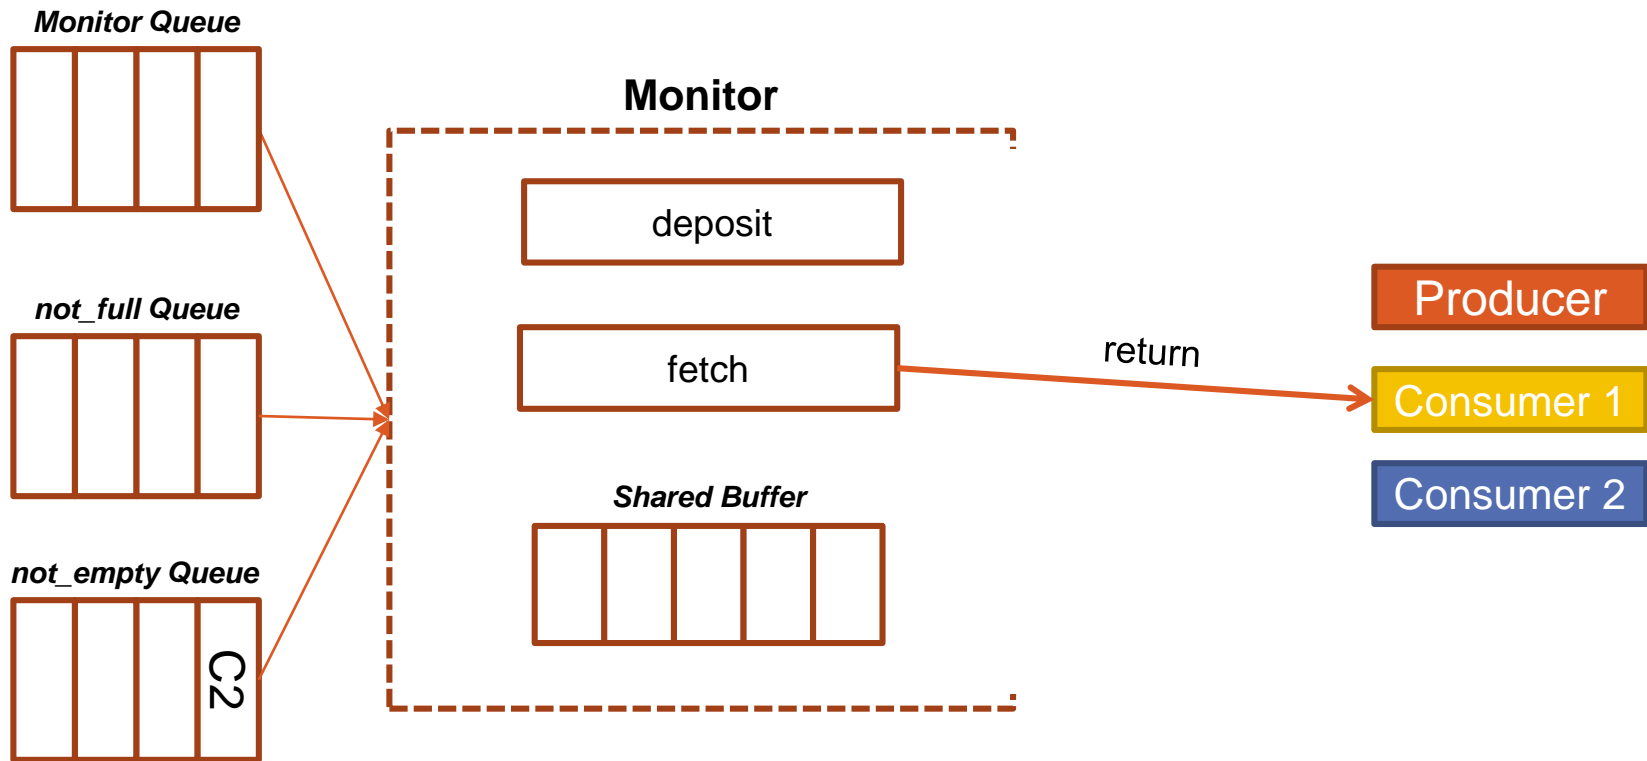 Monitor Queue
Monitor
deposit
not_full Queue
Producer
fetch
return
Consumer 1
Shared Buffer
Consumer 2
not_empty Queue
C2